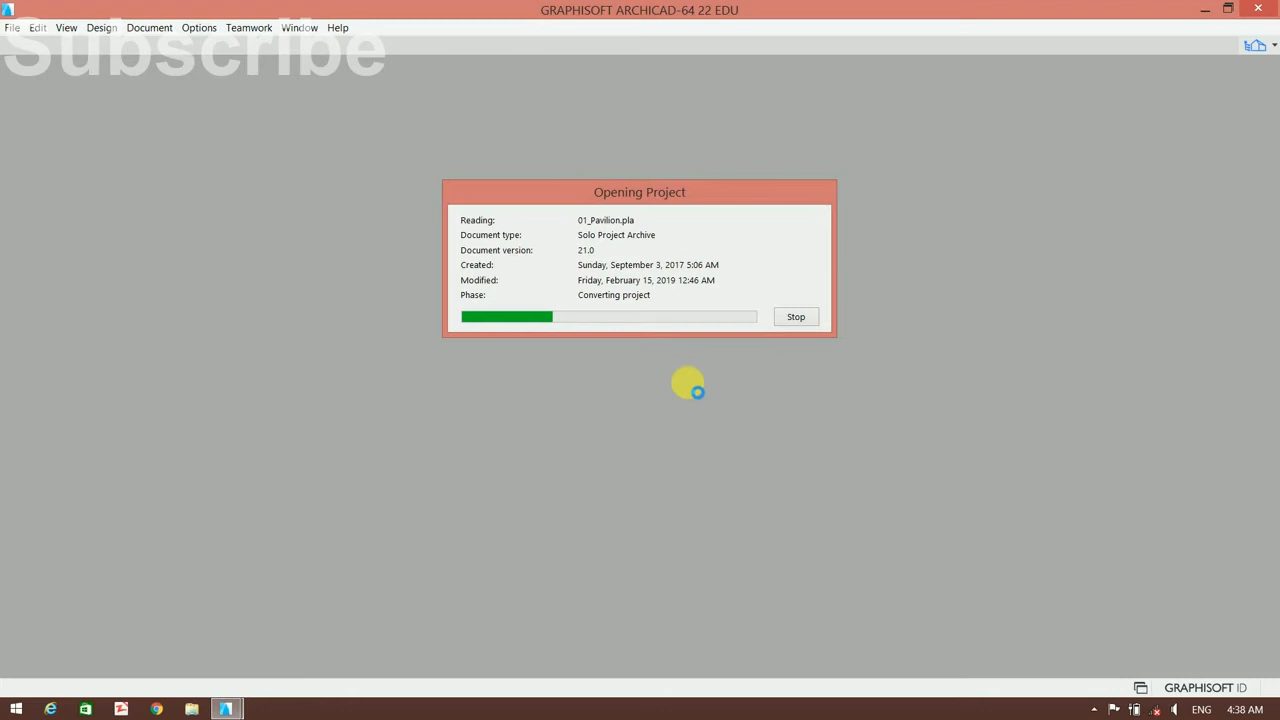 GRAPHISOFT ARCHICAD-64 22 EDU
File Edit View Design Document Options Teamwork Window Help
Subscribe
Opening Project
Reading: 01_Pavilion.pla
Document type: Solo Project Archive
Document version: 21.0
Created: Sunday, September 3, 2017 5:06 AM
Modified: Friday, February 15, 2019 12:46 AM
Phase: Converting project
Stop
GRAPHISOFT ID
ENG 4:38 AM